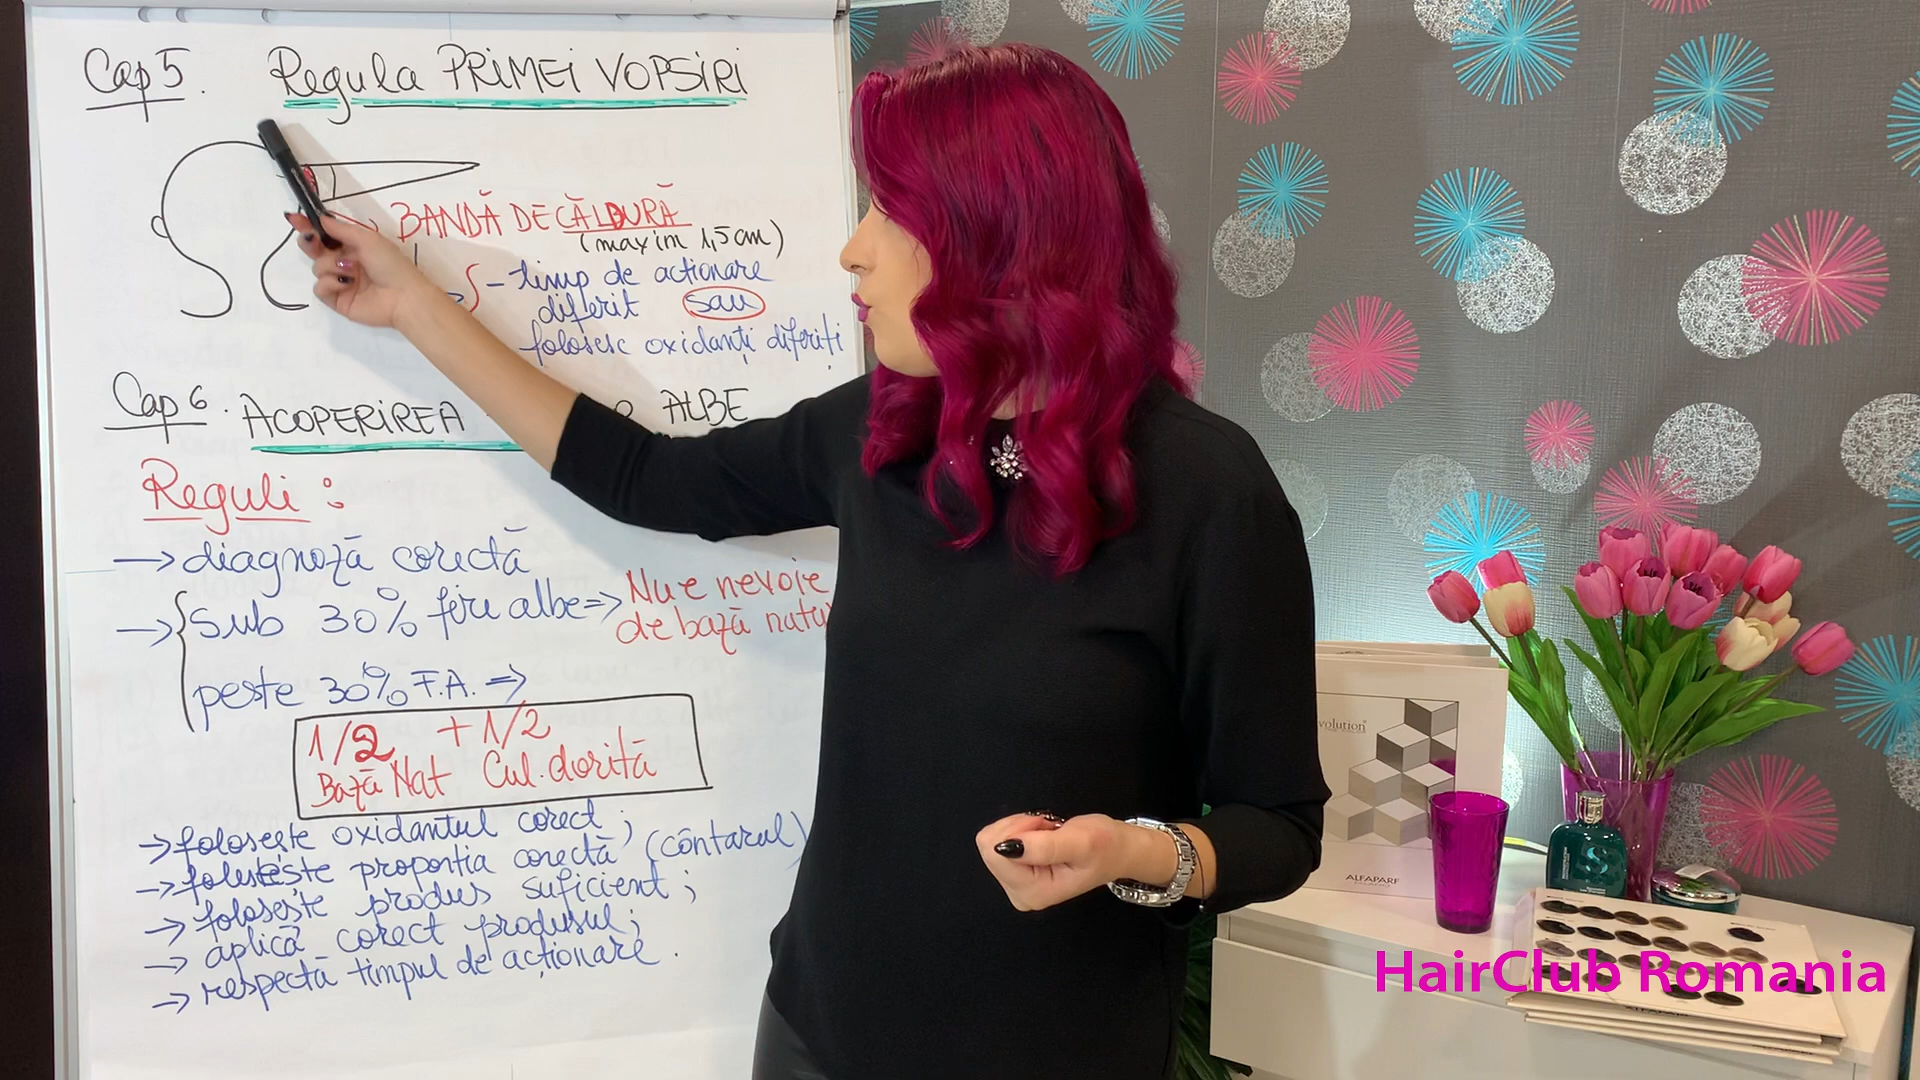 Cap 5. Regula PRIMEI VOPSIRI
BANDĂ DE CĂLDURĂ
(maxim 1,5 cm)
- timp de actionare
diferit sau
folosesc oxidanți diferiți
Cap 6. ACOPERIREA ALBE
Reguli :
→ diagnoză corectă
→ Sub 30% fire albe => Nu e nevoie
de bază natu
peste 30% F.A. =>
1/2 + 1/2
Bază Nat Cul. dorită
→ folosește oxidantul corect ;
→ folosește proporția corectă (cântarul)
→ folosește produs suficient ;
→ aplică corect produsul ;
→ respectă timpul de acționare .
volution
ALFAPARF
HairClub Romania